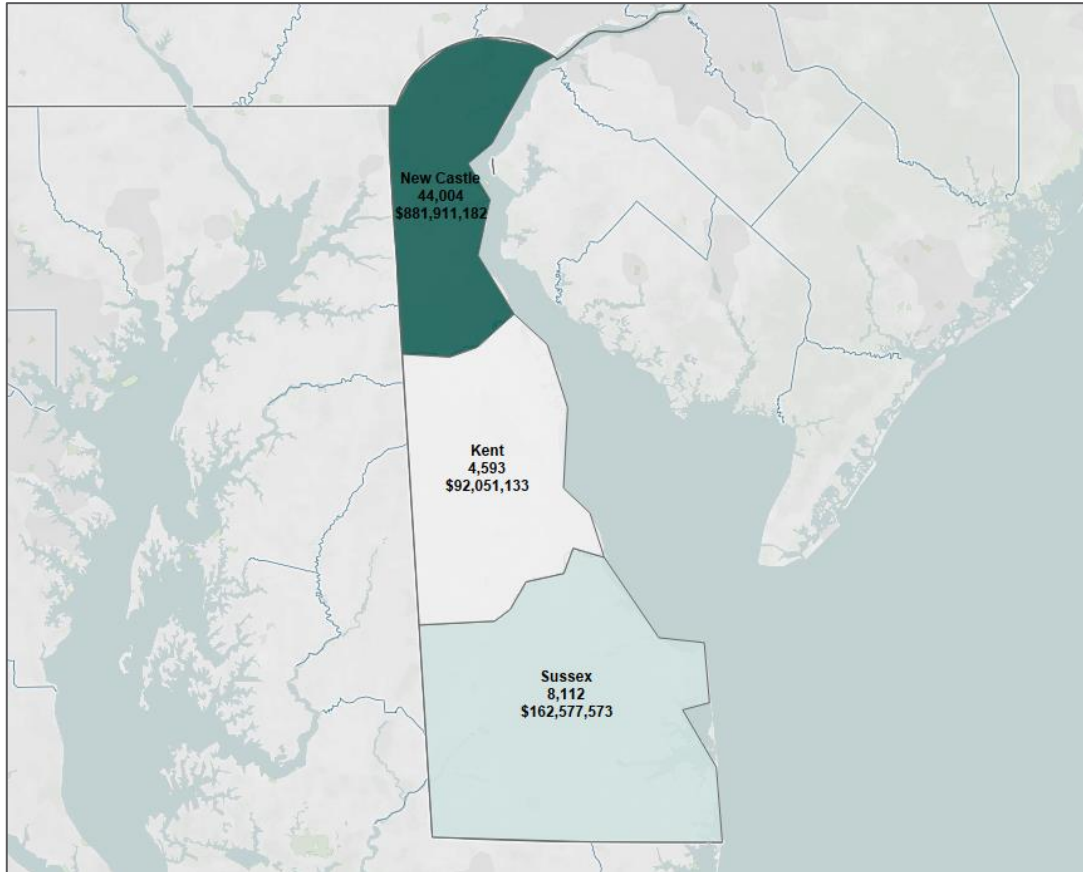 New Castle
44,004
$881,911,182
Kent
4,593
$92,051,133
Sussex
8,112
$162,577,573